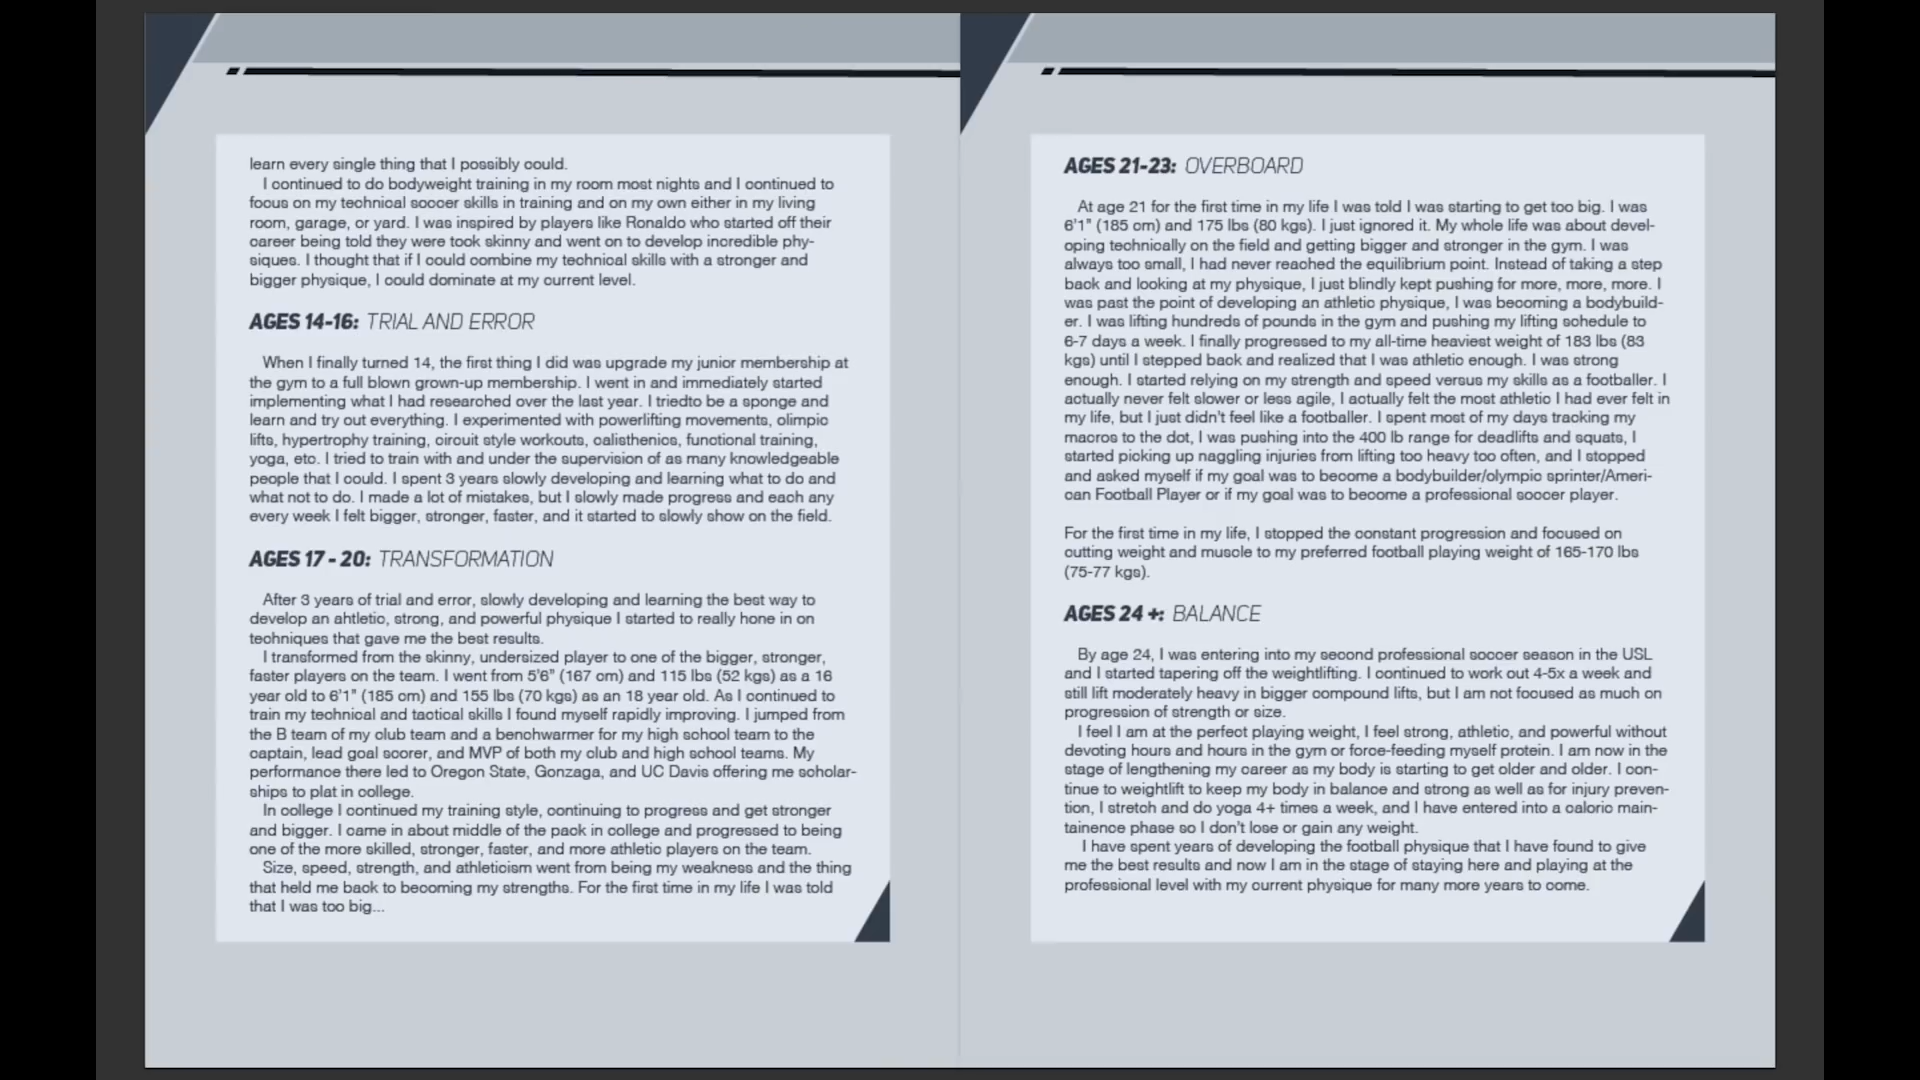 learn every single thing that I possibly could.
I continued to do bodyweight training in my room most nights and I continued to
focus on my technical soccer skills in training and on my own either in my living
room, garage, or yard. I was inspired by players like Ronaldo who started off their
career being told they were took skinny and went on to develop incredible phy-
siques. I thought that if I could combine my technical skills with a stronger and
bigger physique, I could dominate at my current level.
AGES 14-16: TRIAL AND ERROR
When I finally turned 14, the first thing I did was upgrade my junior membership at
the gym to a full blown grown-up membership. I went in and immediately started
implementing what I had researched over the last year. I triedto be a sponge and
learn and try out everything. I experimented with powerlifting movements, olimpic
lifts, hypertrophy training, circuit style workouts, calisthenics, functional training,
yoga, etc. I tried to train with and under the supervision of as many knowledgeable
people that I could. I spent 3 years slowly developing and learning what to do and
what not to do. I made a lot of mistakes, but I slowly made progress and each any
every week I felt bigger, stronger, faster, and it started to slowly show on the field.
AGES 17 - 20: TRANSFORMATION
After 3 years of trial and error, slowly developing and learning the best way to
develop an ahtletic, strong, and powerful physique I started to really hone in on
techniques that gave me the best results.
I transformed from the skinny, undersized player to one of the bigger, stronger,
faster players on the team. I went from 5'6" (167 cm) and 115 lbs (52 kgs) as a 16
year old to 6'1" (185 cm) and 155 lbs (70 kgs) as an 18 year old. As I continued to
train my technical and tactical skills I found myself rapidly improving. I jumped from
the B team of my club team and a benchwarmer for my high school team to the
captain, lead goal scorer, and MVP of both my club and high school teams. My
performance there led to Oregon State, Gonzaga, and UC Davis offering me scholar-
ships to plat in college.
In college I continued my training style, continuing to progress and get stronger
and bigger. I came in about middle of the pack in college and progressed to being
one of the more skilled, stronger, faster, and more athletic players on the team.
Size, speed, strength, and athleticism went from being my weakness and the thing
that held me back to becoming my strengths. For the first time in my life I was told
that I was too big...
AGES 21-23: OVERBOARD
At age 21 for the first time in my life I was told I was starting to get too big. I was
6'1" (185 cm) and 175 lbs (80 kgs). I just ignored it. My whole life was about devel-
oping technically on the field and getting bigger and stronger in the gym. I was
always too small, I had never reached the equilibrium point. Instead of taking a step
back and looking at my physique, I just blindly kept pushing for more, more, more. I
was past the point of developing an athletic physique, I was becoming a bodybuild-
er. I was lifting hundreds of pounds in the gym and pushing my lifting schedule to
6-7 days a week. I finally progressed to my all-time heaviest weight of 183 lbs (83
kgs) until I stepped back and realized that I was athletic enough. I was strong
enough. I started relying on my strength and speed versus my skills as a footballer. I
actually never felt slower or less agile, I actually felt the most athletic I had ever felt in
my life, but I just didn't feel like a footballer. I spent most of my days tracking my
macros to the dot, I was pushing into the 400 lb range for deadlifts and squats, I
started picking up naggling injuries from lifting too heavy too often, and I stopped
and asked myself if my goal was to become a bodybuilder/olympic sprinter/Ameri-
can Football Player or if my goal was to become a professional soccer player.
For the first time in my life, I stopped the constant progression and focused on
cutting weight and muscle to my preferred football playing weight of 165-170 lbs
(75-77 kgs).
AGES 24 +: BALANCE
By age 24, I was entering into my second professional soccer season in the USL
and I started tapering off the weightlifting. I continued to work out 4-5x a week and
still lift moderately heavy in bigger compound lifts, but I am not focused as much on
progression of strength or size.
I feel I am at the perfect playing weight, I feel strong, athletic, and powerful without
devoting hours and hours in the gym or force-feeding myself protein. I am now in the
stage of lengthening my career as my body is starting to get older and older. I con-
tinue to weightlift to keep my body in balance and strong as well as for injury preven-
tion, I stretch and do yoga 4+ times a week, and I have entered into a caloric main-
tainence phase so I don't lose or gain any weight.
I have spent years of developing the football physique that I have found to give
me the best results and now I am in the stage of staying here and playing at the
professional level with my current physique for many more years to come.